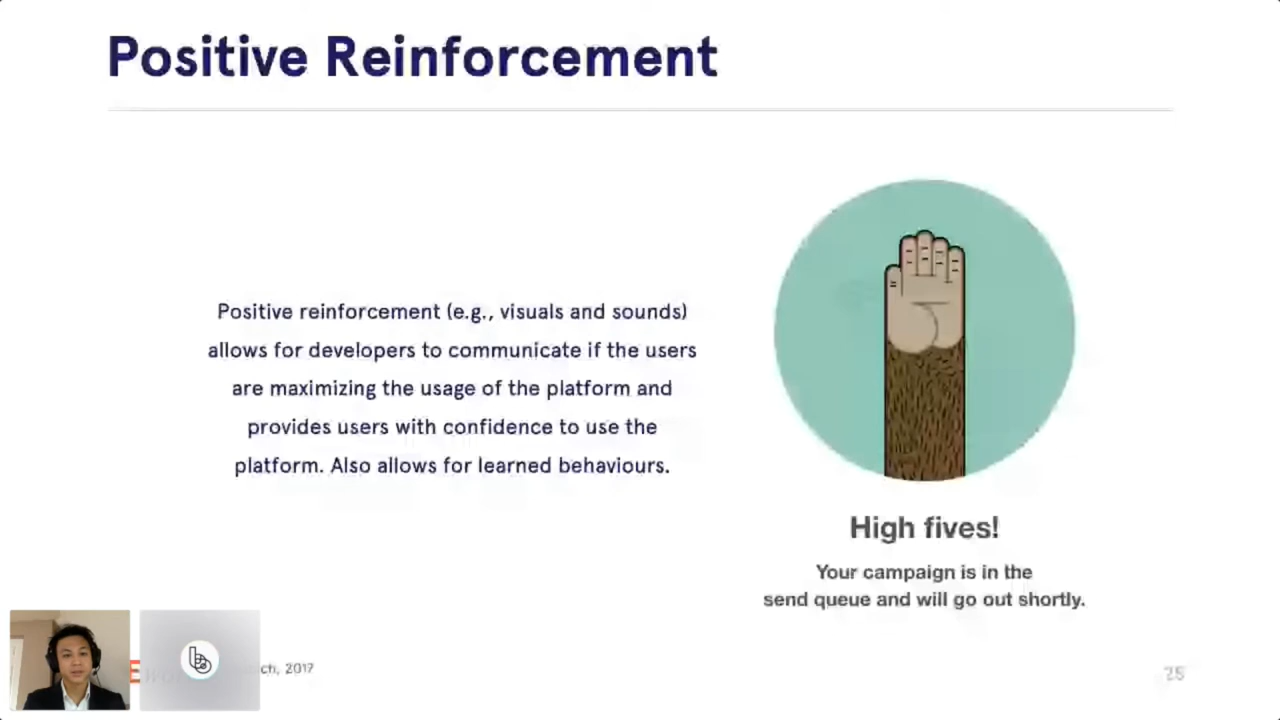 Positive Reinforcement
Positive reinforcement (e.g., visuals and sounds)
allows for developers to communicate if the users
are maximizing the usage of the platform and
provides users with confidence to use the
platform. Also allows for learned behaviours.
High fives!
Your campaign is in the
send queue and will go out shortly.
2017
25